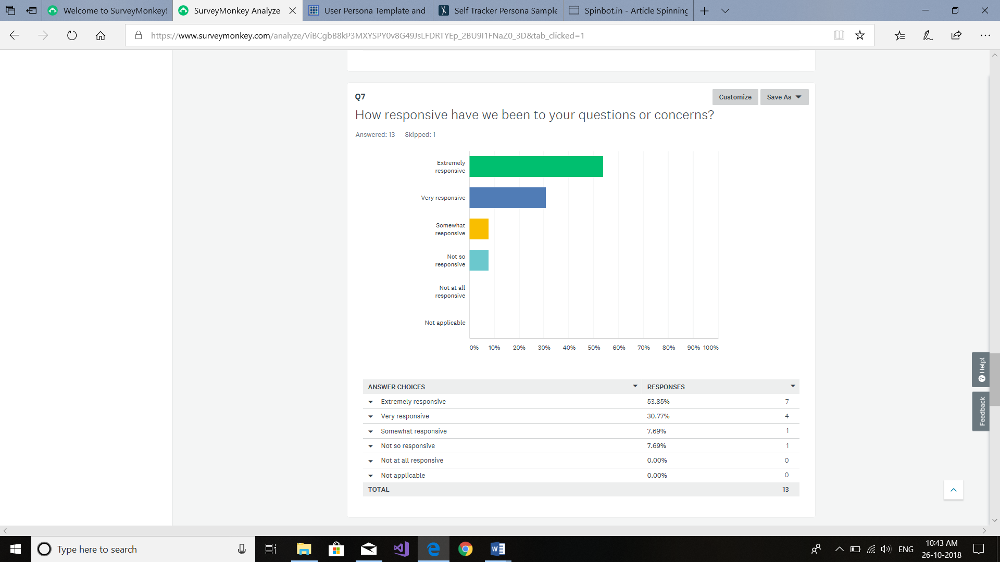 Welcome to SurveyMonkey!
SurveyMonkey Analyze
User Persona Template and
Self Tracker Persona Sample
Spinbot.in - Article Spinning
https://www.surveymonkey.com/analyze/ViBCgbB8kP3MXYSPY0v8G49JsLFDRTYEp_2BU9I1FNaZ0_3D&tab_clicked=1
Q7
Customize
Save As
How responsive have we been to your questions or concerns?
Answered: 13 Skipped: 1
Extremely
responsive
Very responsive
Somewhat
responsive
Not so
responsive
Not at all
responsive
Not applicable
0% 10% 20% 30% 40% 50% 60% 70% 80% 90% 100%
ANSWER CHOICES RESPONSES
Extremely responsive 53.85% 7
Very responsive 30.77% 4
Somewhat responsive 7.69% 1
Not so responsive 7.69% 1
Not at all responsive 0.00% 0
Not applicable 0.00% 0
TOTAL 13
? Help!
Feedback
Type here to search
ENG
10:43 AM
26-10-2018